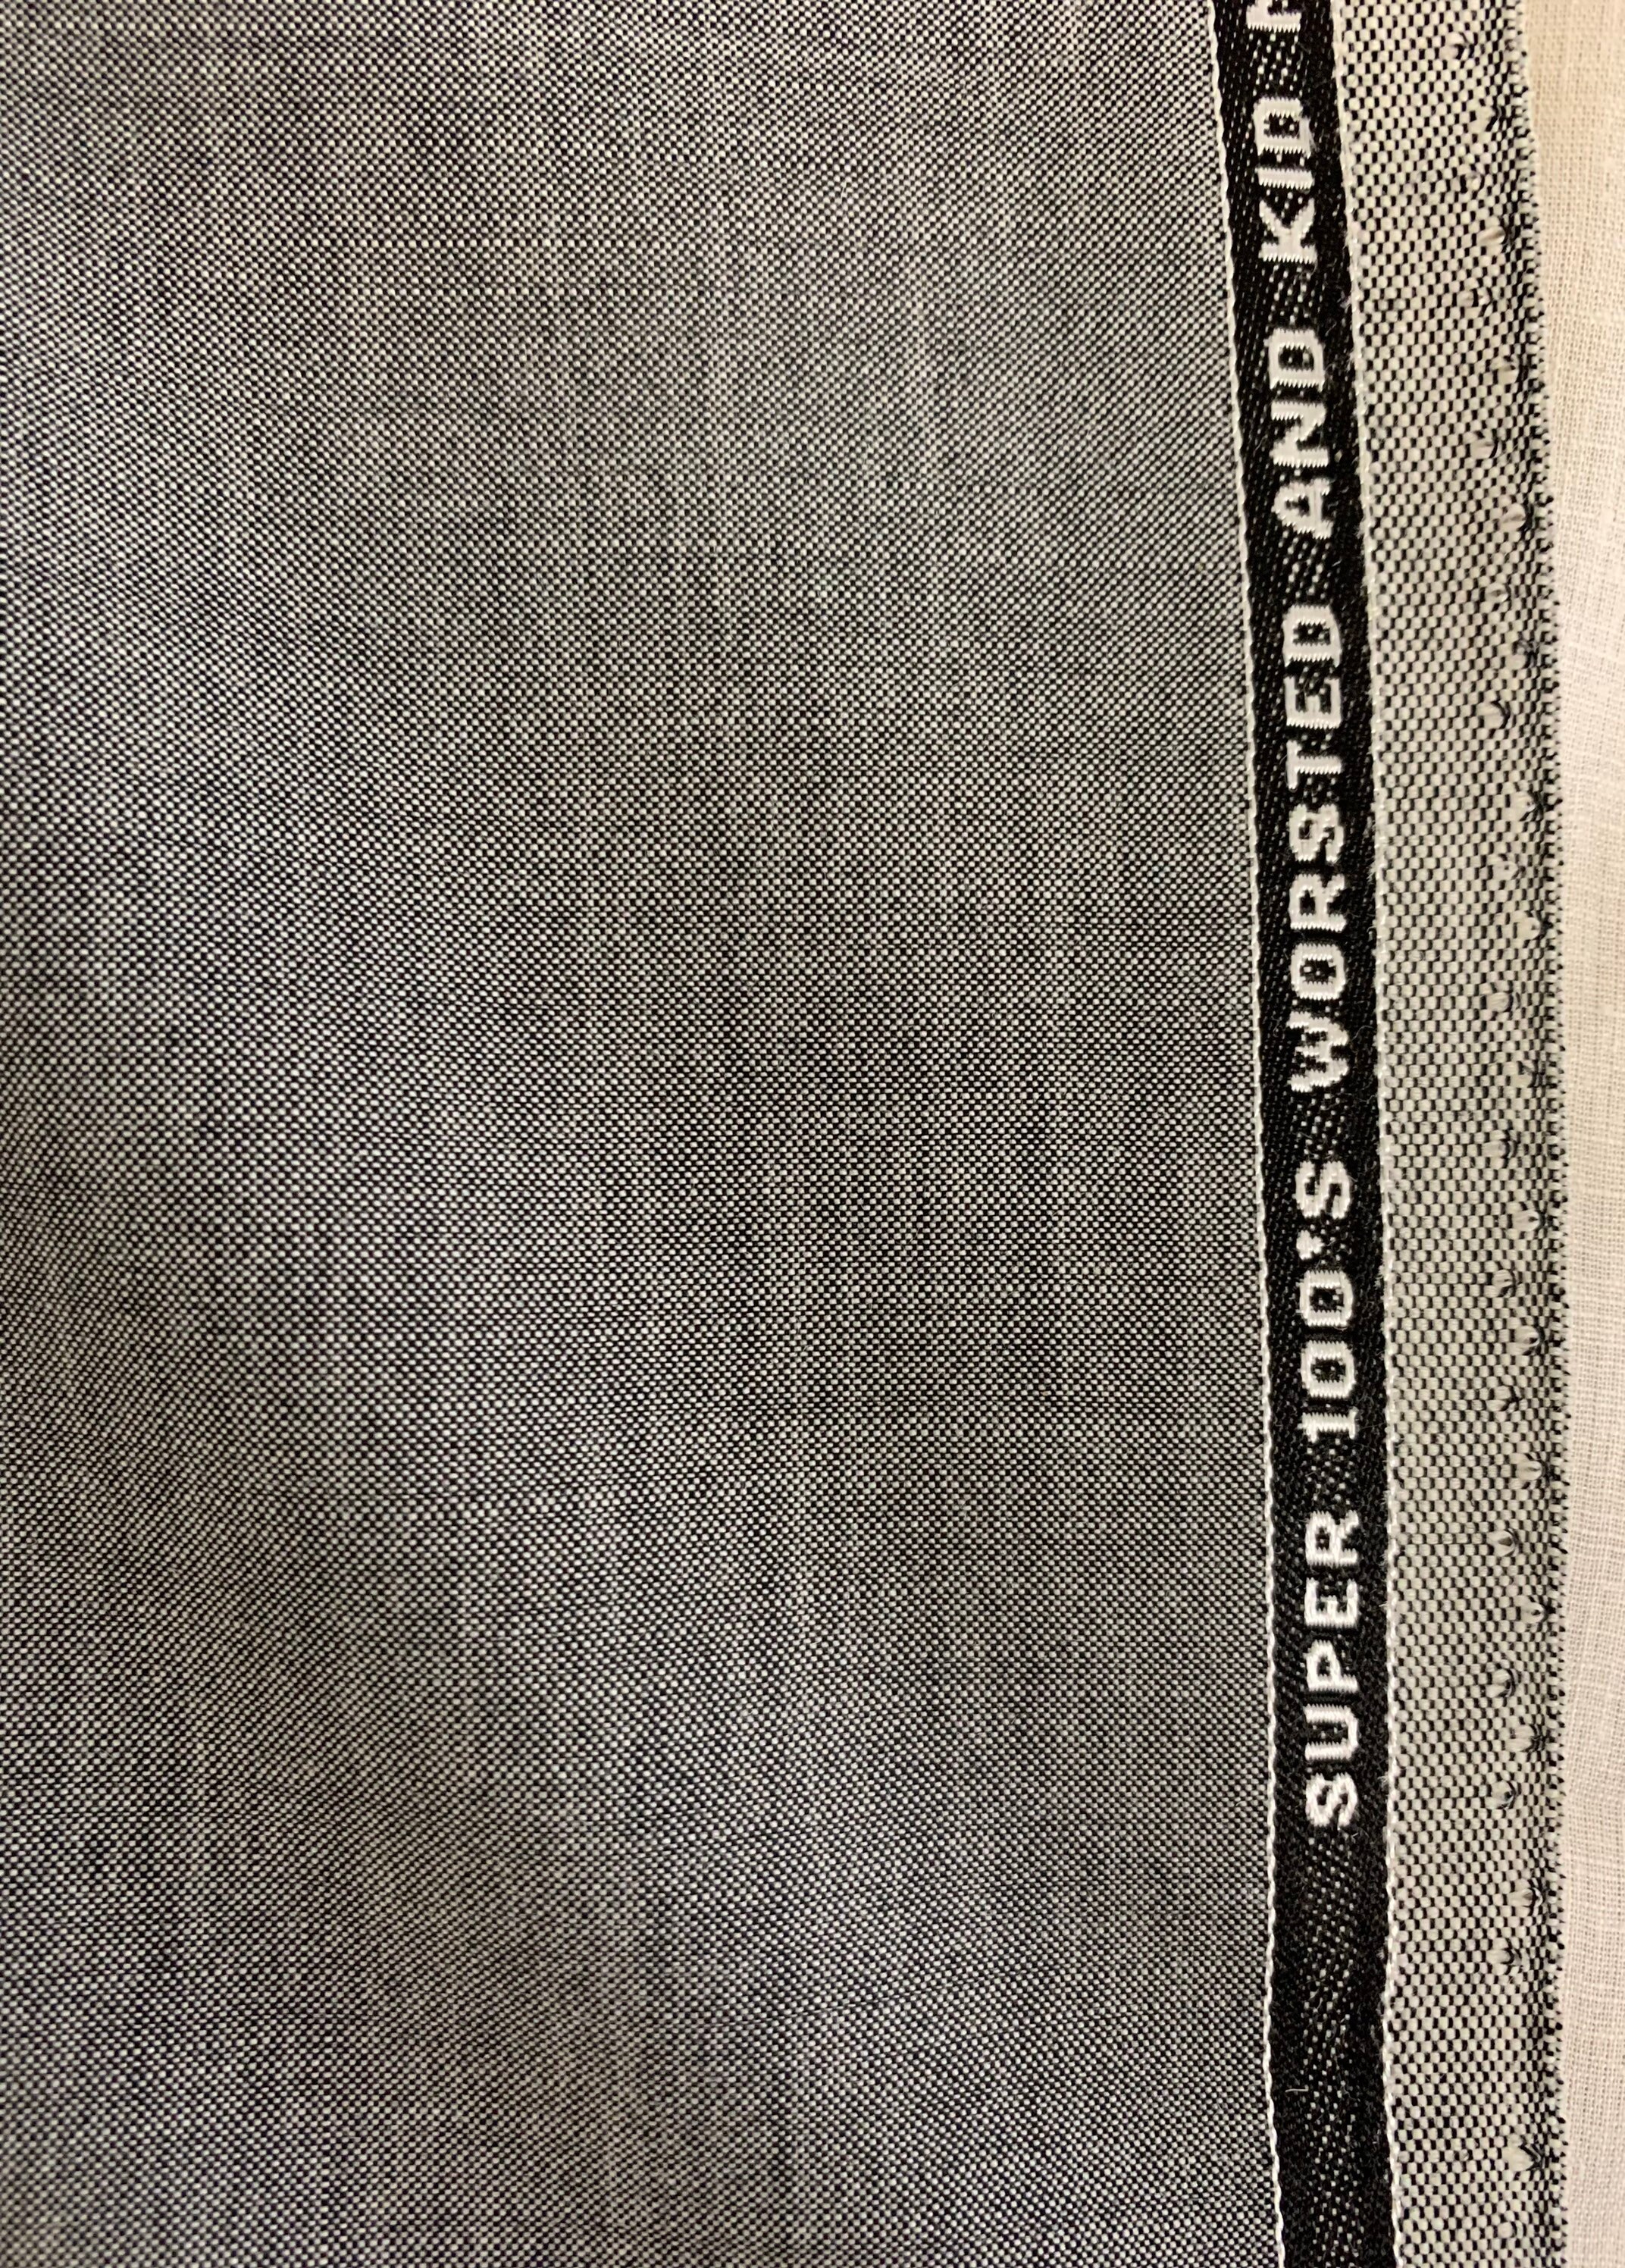 SUPER 100'S WORSTED AND KID